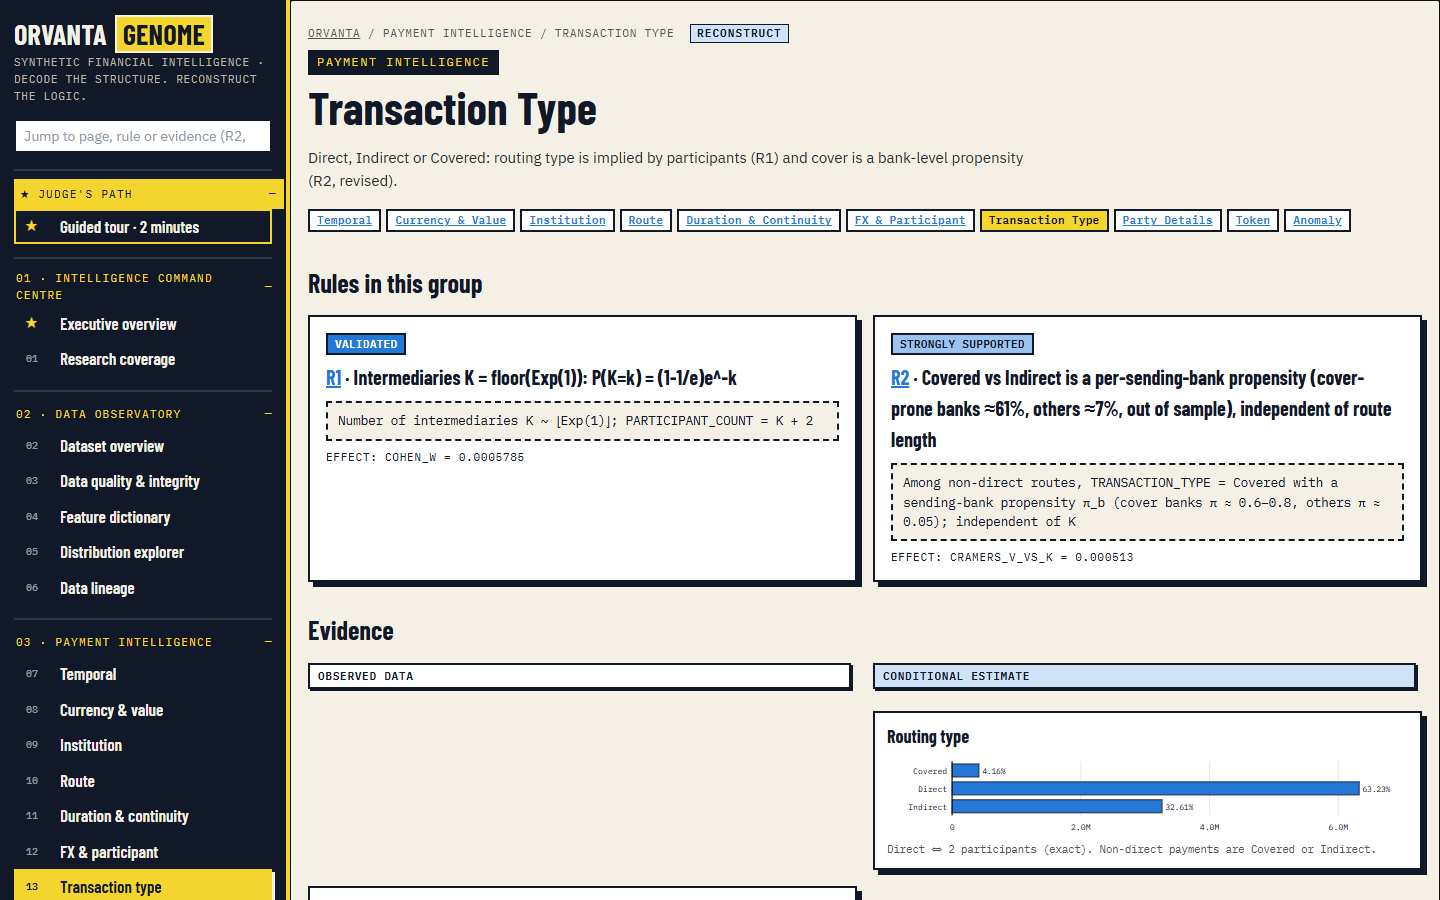 ORVANTA GENOME
SYNTHETIC FINANCIAL INTELLIGENCE ·
DECODE THE STRUCTURE. RECONSTRUCT
THE LOGIC.
Jump to page, rule or evidence (R2,
★ JUDGE'S PATH −
★ Guided tour · 2 minutes
01 · INTELLIGENCE COMMAND
CENTRE −
★ Executive overview
01 Research coverage
02 · DATA OBSERVATORY −
02 Dataset overview
03 Data quality & integrity
04 Feature dictionary
05 Distribution explorer
06 Data lineage
03 · PAYMENT INTELLIGENCE −
07 Temporal
08 Currency & value
09 Institution
10 Route
11 Duration & continuity
12 FX & participant
13 Transaction type
ORVANTA / PAYMENT INTELLIGENCE / TRANSACTION TYPE RECONSTRUCT
PAYMENT INTELLIGENCE
Transaction Type
Direct, Indirect or Covered: routing type is implied by participants (R1) and cover is a bank-level propensity
(R2, revised).
Temporal Currency & Value Institution Route Duration & Continuity FX & Participant Transaction Type Party Details Token Anomaly
Rules in this group
VALIDATED
R1 · Intermediaries K = floor(Exp(1)): P(K=k) = (1-1/e)e^-k
Number of intermediaries K ~ ⌊Exp(1)⌋; PARTICIPANT_COUNT = K + 2
EFFECT: COHEN_W = 0.0005785
STRONGLY SUPPORTED
R2 · Covered vs Indirect is a per-sending-bank propensity (cover-
prone banks ≈61%, others ≈7%, out of sample), independent of route
length
Among non-direct routes, TRANSACTION_TYPE = Covered with a
sending-bank propensity π_b (cover banks π ≈ 0.6–0.8, others π ≈
0.05); independent of K
EFFECT: CRAMERS_V_VS_K = 0.000513
Evidence
OBSERVED DATA
CONDITIONAL ESTIMATE
Routing type
Covered 4.16%
Direct 63.23%
Indirect 32.61%
0 2.0M 4.0M 6.0M
Direct ⇔ 2 participants (exact). Non-direct payments are Covered or Indirect.